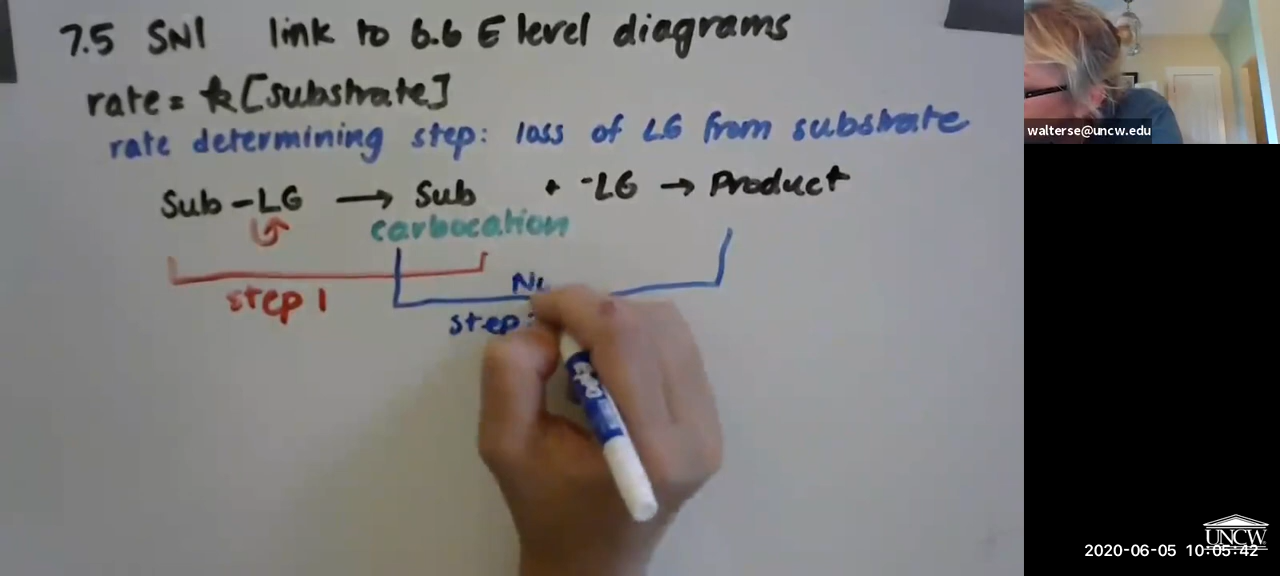 7.5 SN1 link to 6.6 E level diagrams
rate = k [substrate]
rate determining step: loss of LG from substrate
Sub - LG → Sub + -LG → Product
carbocation
step 1
step
walterse@uncw.edu
UNCW
2020-06-05 10:05:42